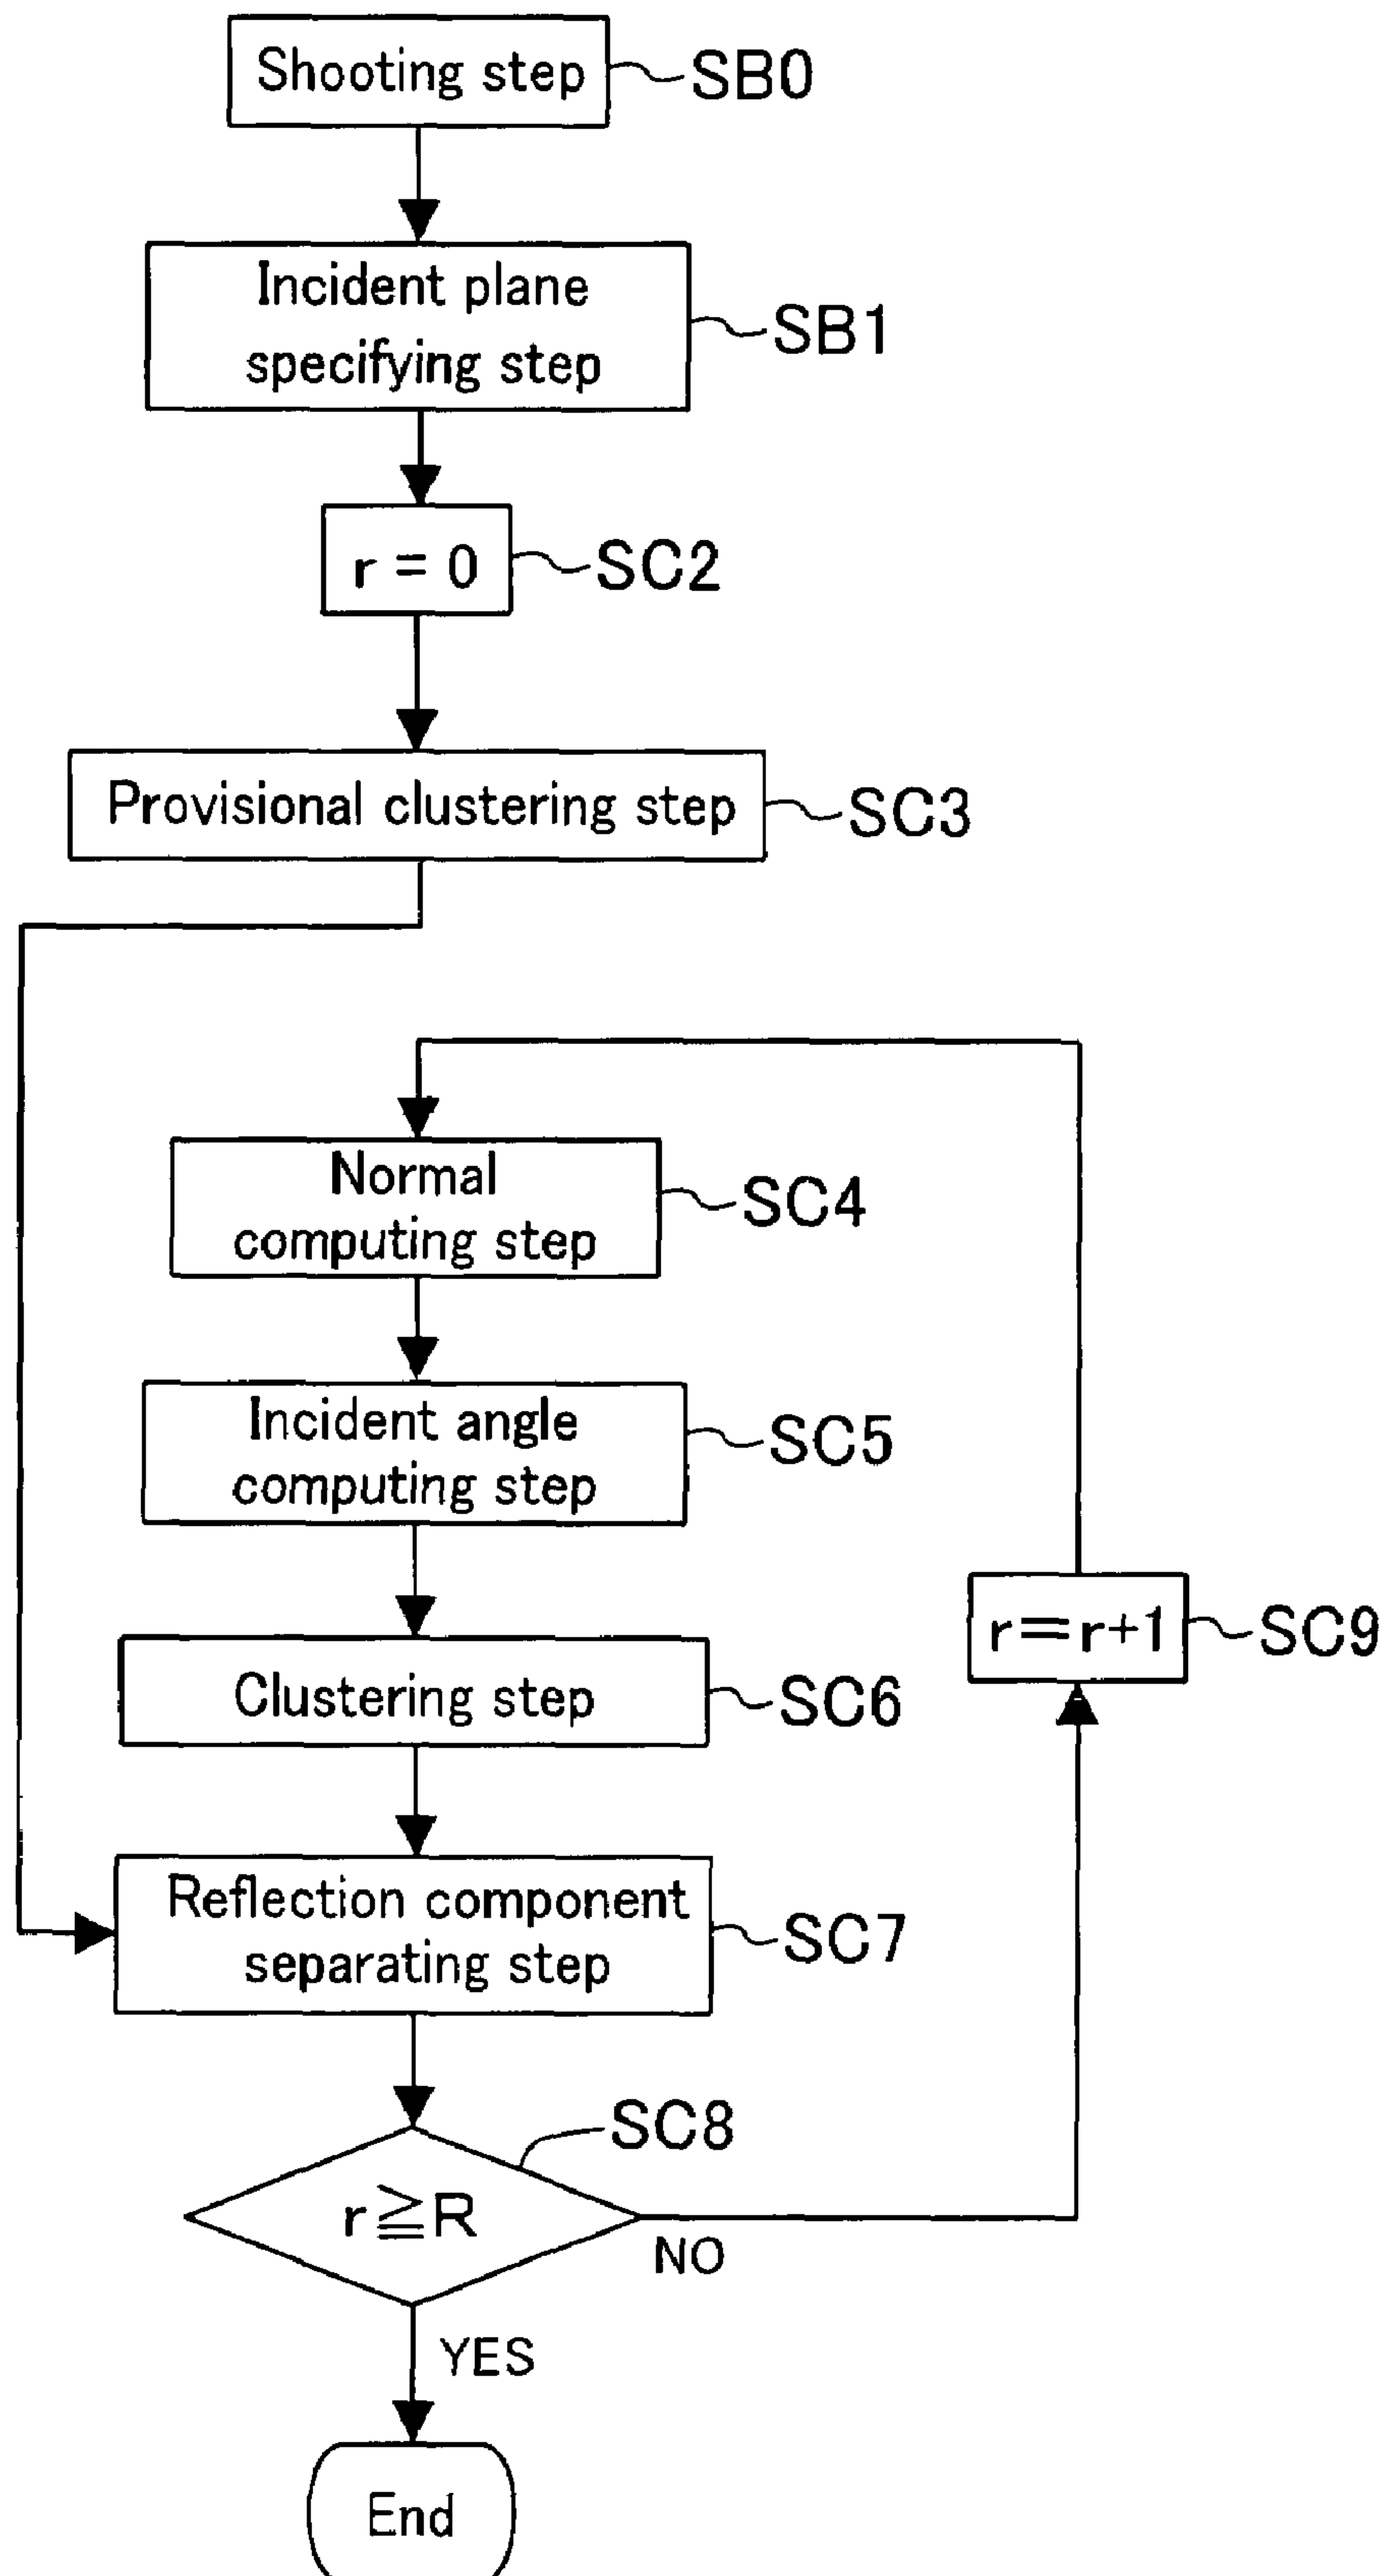 Shooting step
SB0
Incident plane
specifying step
SB1
r = 0
SC2
Provisional clustering step
SC3
Normal
computing step
SC4
Incident angle
computing step
SC5
Clustering step
SC6
r=r+1
SC9
Reflection component
separating step
SC7
SC8
r≧R
NO
YES
End